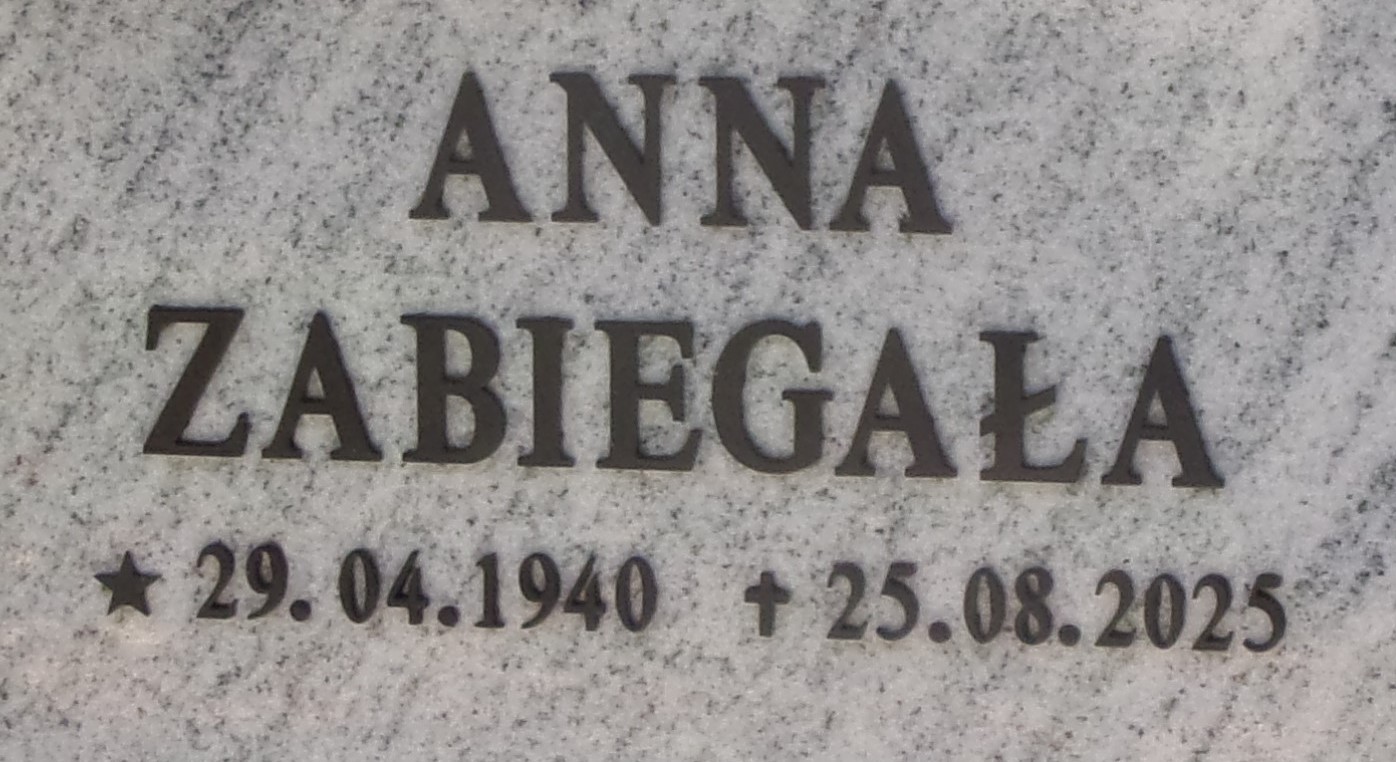 ANNA
ZABIEGAŁA
★ 29.04.1940 ✝ 25.08.2025